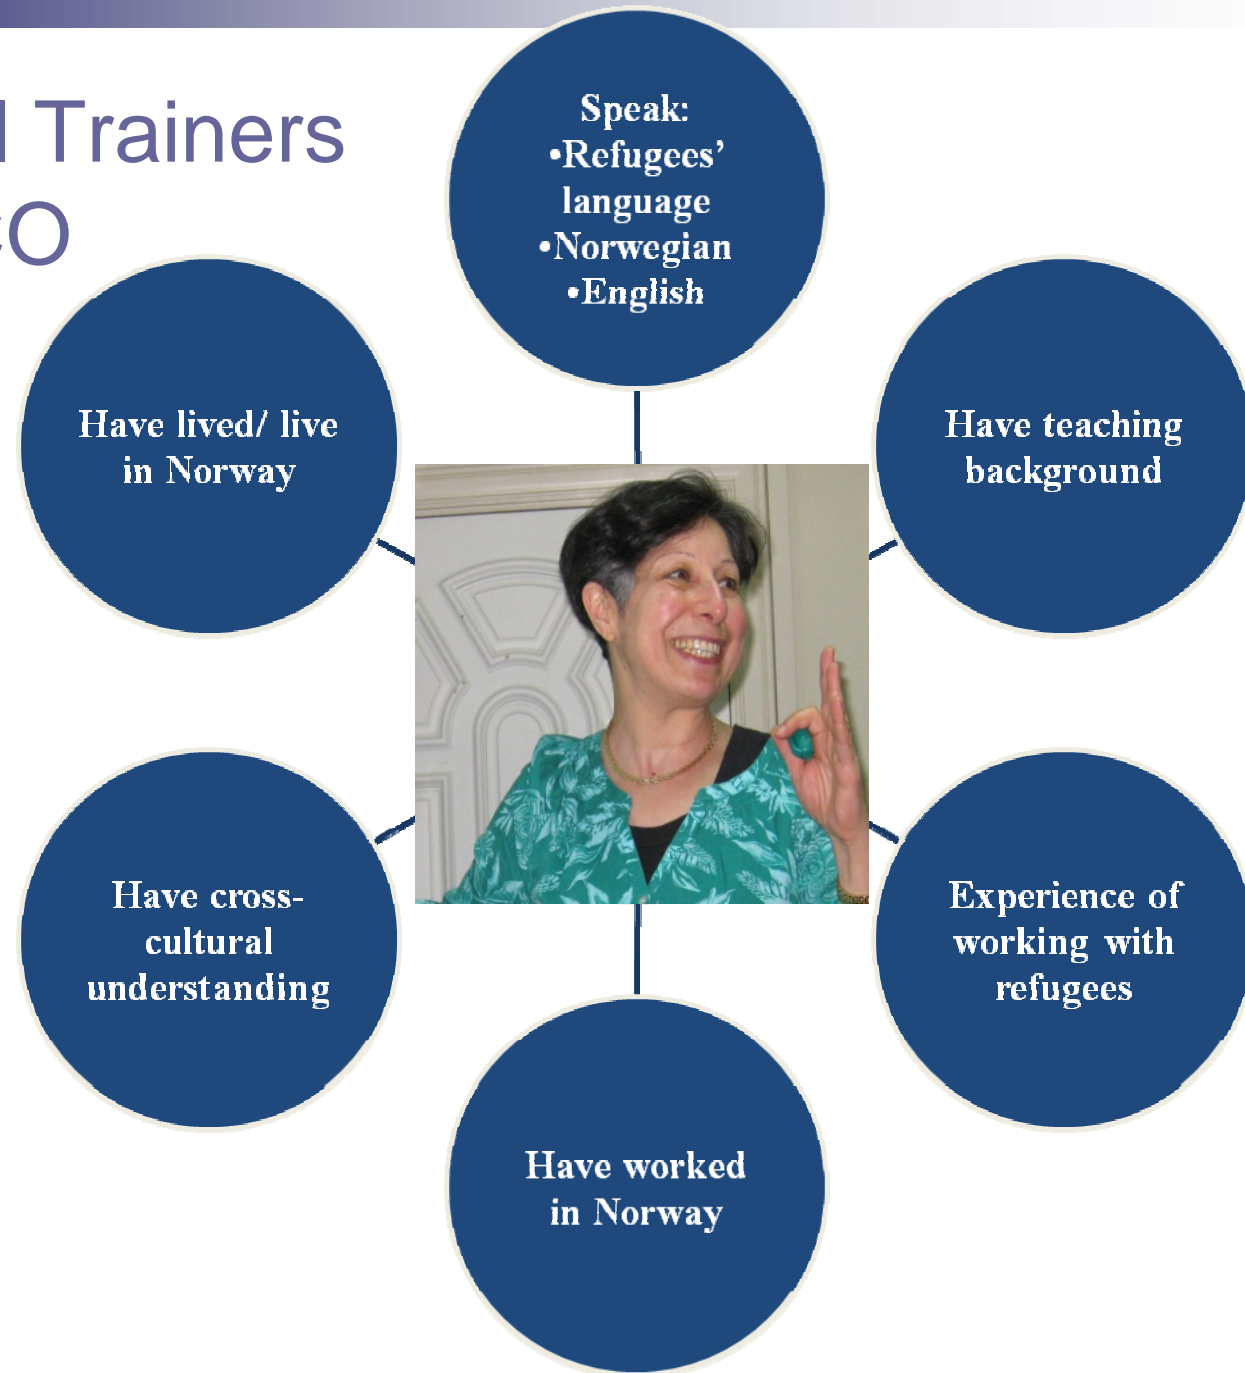 Trainers
CO
Speak:
•Refugees’
language
•Norwegian
•English
Have lived/ live
in Norway
Have teaching
background
Have cross-
cultural
understanding
Experience of
working with
refugees
Have worked
in Norway